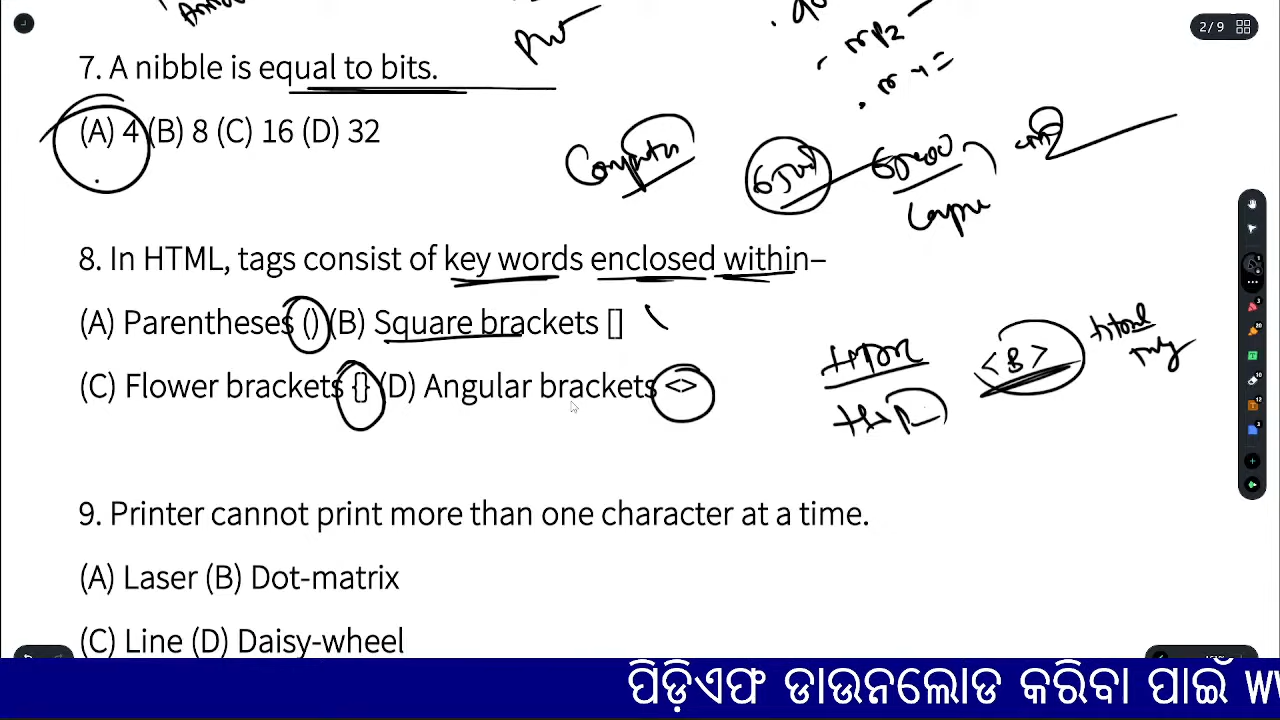 2/9
7. A nibble is equal to bits.
(A) 4 (B) 8 (C) 16 (D) 32
Computer
8. In HTML, tags consist of key words enclosed within–
(A) Parentheses () (B) Square brackets []
html
<B>
(C) Flower brackets {} (D) Angular brackets <>
9. Printer cannot print more than one character at a time.
(A) Laser (B) Dot-matrix
(C) Line (D) Daisy-wheel
ପିଡ଼ିଏଫ ଡାଉନଲୋଡ କରିବା ପାଇଁ W